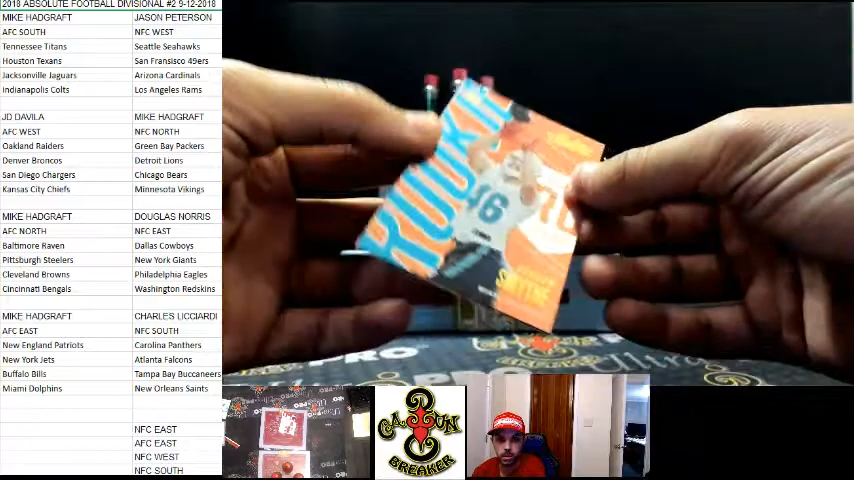 2018 ABSOLUTE FOOTBALL DIVISIONAL #2 9-12-2018
MIKE HADGRAFT JASON PETERSON
AFC SOUTH NFC WEST
Tennessee Titans Seattle Seahawks
Houston Texans San Fransisco 49ers
Jacksonville Jaguars Arizona Cardinals
Indianapolis Colts Los Angeles Rams
JD DAVILA MIKE HADGRAFT
AFC WEST NFC NORTH
Oakland Raiders Green Bay Packers
Denver Broncos Detroit Lions
San Diego Chargers Chicago Bears
Kansas City Chiefs Minnesota Vikings
MIKE HADGRAFT DOUGLAS NORRIS
AFC NORTH NFC EAST
Baltimore Raven Dallas Cowboys
Pittsburgh Steelers New York Giants
Cleveland Browns Philadelphia Eagles
Cincinnati Bengals Washington Redskins
MIKE HADGRAFT CHARLES LICCIARDI
AFC EAST NFC SOUTH
New England Patriots Carolina Panthers
New York Jets Atlanta Falcons
Buffalo Bills Tampa Bay Buccaneers
Miami Dolphins New Orleans Saints
NFC EAST
AFC EAST
NFC WEST
NFC SOUTH
ROOKIE
16
SMYTHE
PRO
CAJUN
BREAKER